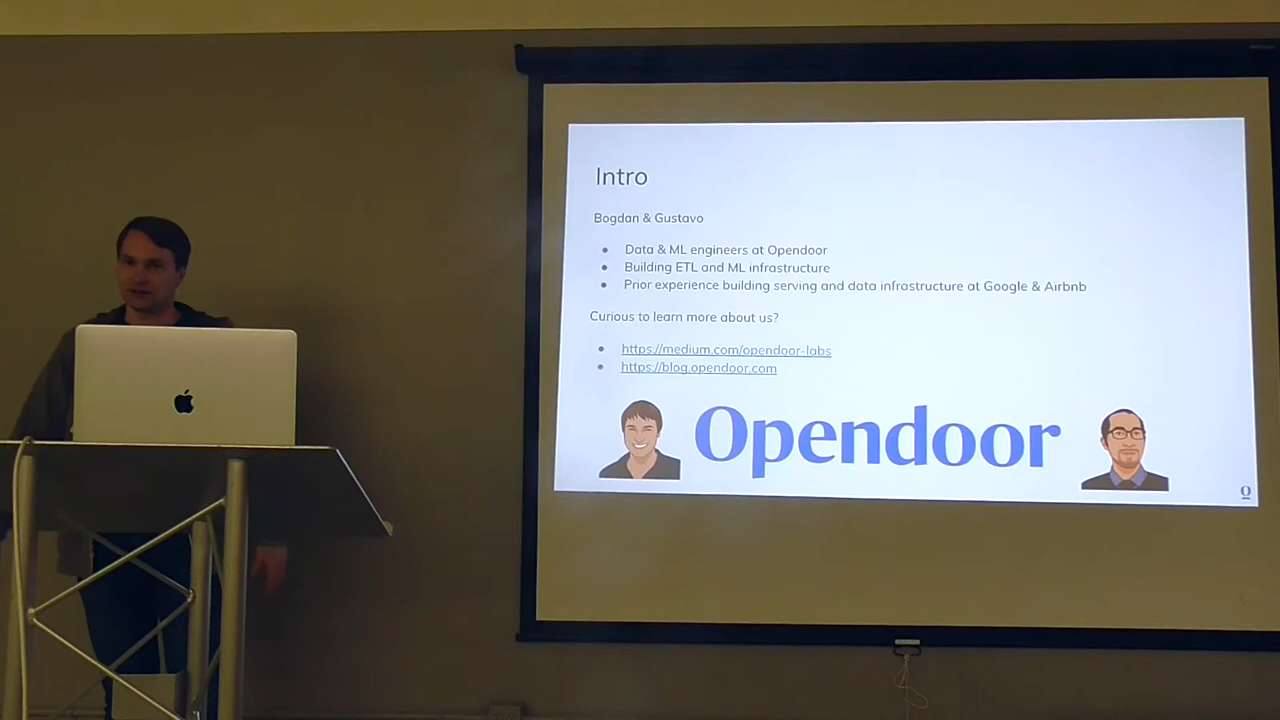 Intro
Bogdan & Gustavo
Data & ML engineers at Opendoor
Building ETL and ML infrastructure
Prior experience building serving and data infrastructure at Google & Airbnb
Curious to learn more about us?
https://medium.com/opendoor-labs
https://blog.opendoor.com
Opendoor